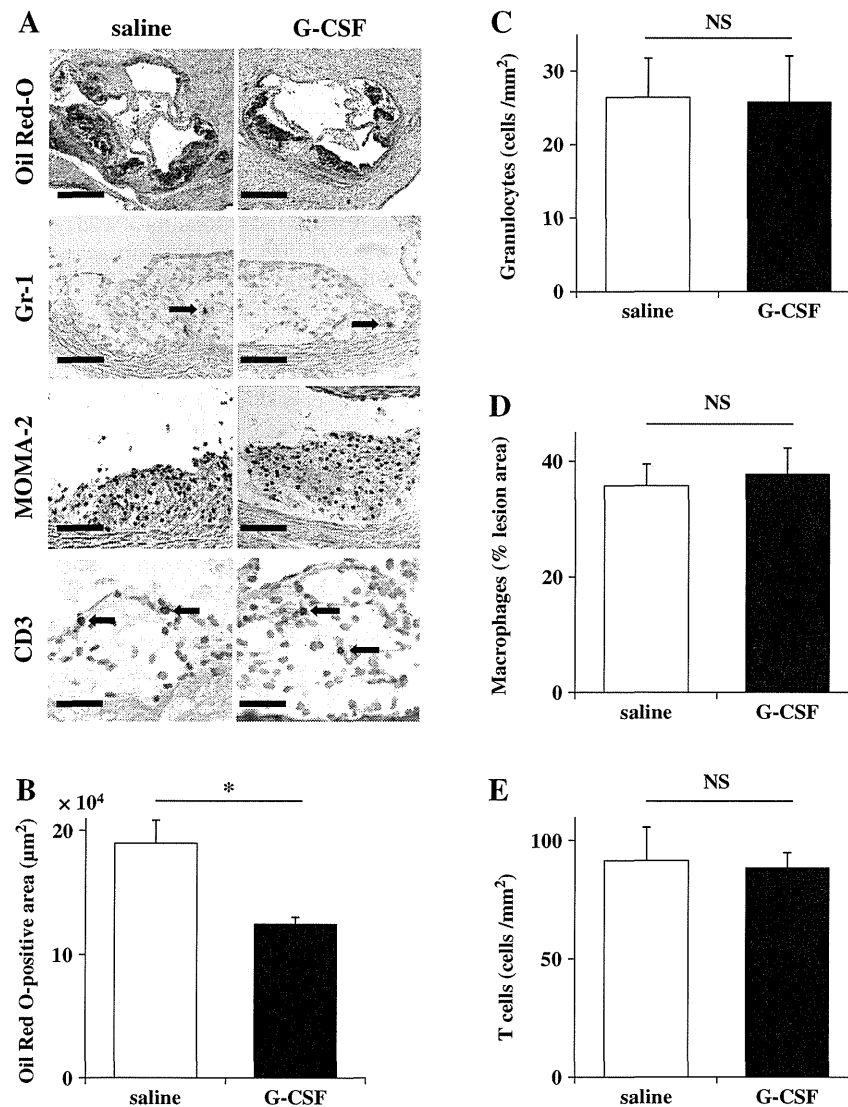 A
saline
G-CSF
Oil Red-O
Gr-1
MOMA-2
CD3
B
× 10⁴
*
Oil Red O-positive area (µm²)
20
10
0
saline
G-CSF
C
NS
Granulocytes (cells /mm²)
30
20
10
0
saline
G-CSF
D
NS
Macrophages (% lesion area)
40
20
0
saline
G-CSF
E
NS
T cells (cells /mm²)
100
50
0
saline
G-CSF